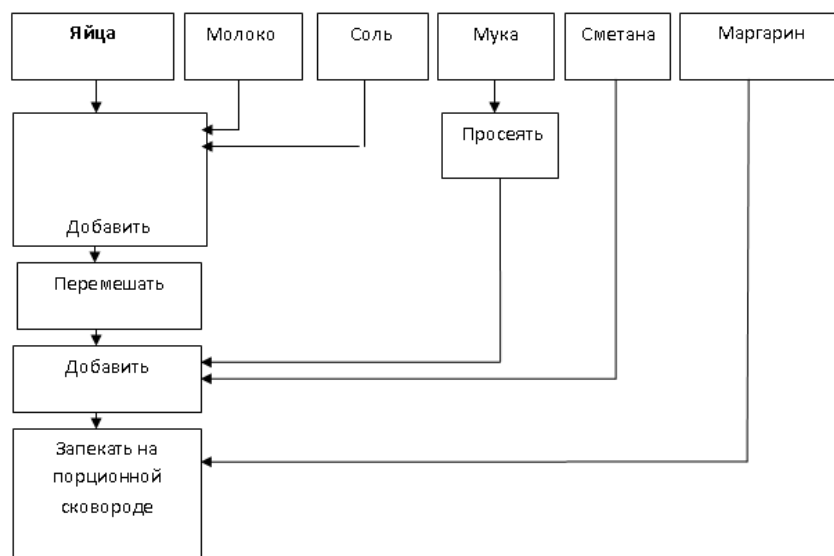 Яйца
Молоко
Соль
Мука
Сметана
Маргарин
Просеять
Добавить
Перемешать
Добавить
Запекать на
порционной
сковороде